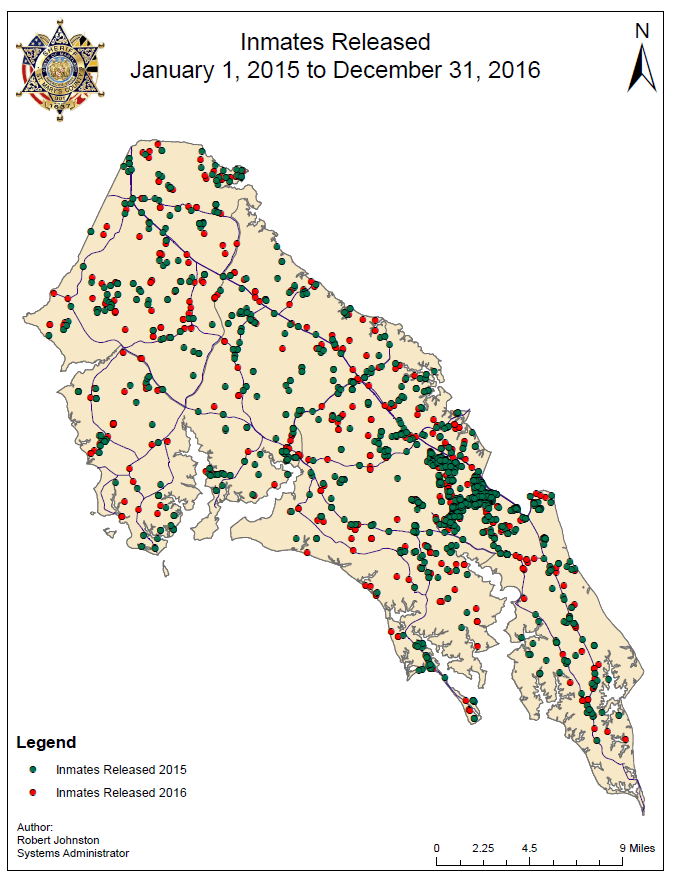 Inmates Released
January 1, 2015 to December 31, 2016
N
SHERIFF
Legend
Inmates Released 2015
Inmates Released 2016
Author:
Robert Johnston
Systems Administrator
0 2.25 4.5 9 Miles